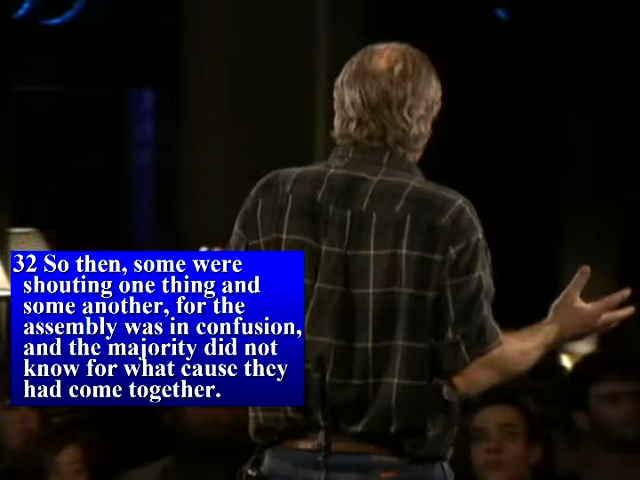 32 So then, some were
shouting one thing and
some another, for the
assembly was in confusion,
and the majority did not
know for what cause they
had come together.